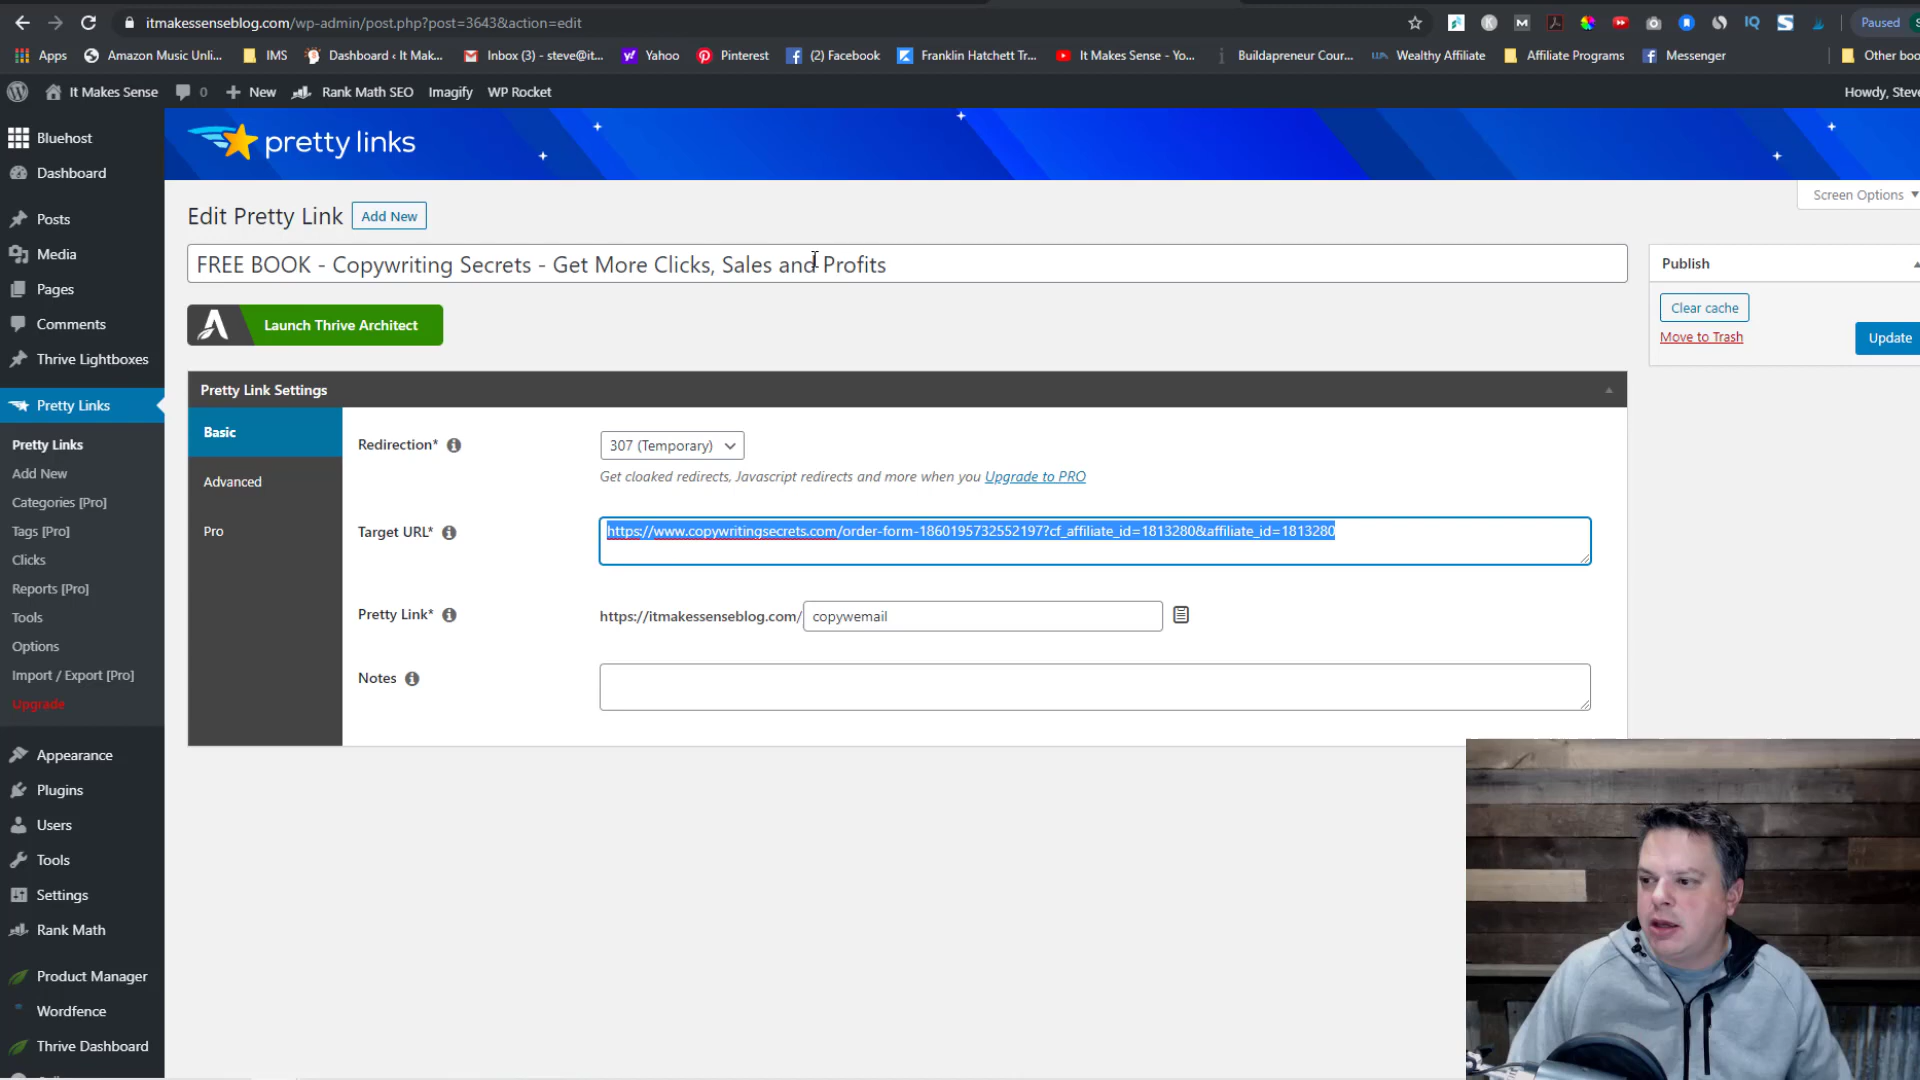 itmakessenseblog.com/wp-admin/post.php?post=3643&action=edit
Paused
Apps
Amazon Music Unli...
IMS
Dashboard ‹ It Mak...
Inbox (3) - steve@it...
Yahoo
Pinterest
(2) Facebook
Franklin Hatchett Tr...
It Makes Sense - Yo...
Buildapreneur Cour...
Wealthy Affiliate
Affiliate Programs
Messenger
Other boo
It Makes Sense
0
New
Rank Math SEO
Imagify
WP Rocket
Howdy, Steve
Bluehost
Dashboard
Posts
Media
Pages
Comments
Thrive Lightboxes
Pretty Links
Pretty Links
Add New
Categories [Pro]
Tags [Pro]
Clicks
Reports [Pro]
Tools
Options
Import / Export [Pro]
Upgrade
Appearance
Plugins
Users
Tools
Settings
Rank Math
Product Manager
Wordfence
Thrive Dashboard
pretty links
Screen Options
Edit Pretty Link
Add New
FREE BOOK - Copywriting Secrets - Get More Clicks, Sales and Profits
Launch Thrive Architect
Publish
Clear cache
Move to Trash
Update
Pretty Link Settings
Basic
Advanced
Pro
Redirection*
307 (Temporary)
Get cloaked redirects, Javascript redirects and more when you Upgrade to PRO
Target URL*
https://www.copywritingsecrets.com/order-form-1860195732552197?cf_affiliate_id=1813280&affiliate_id=1813280
Pretty Link*
https://itmakessenseblog.com/
copywemail
Notes